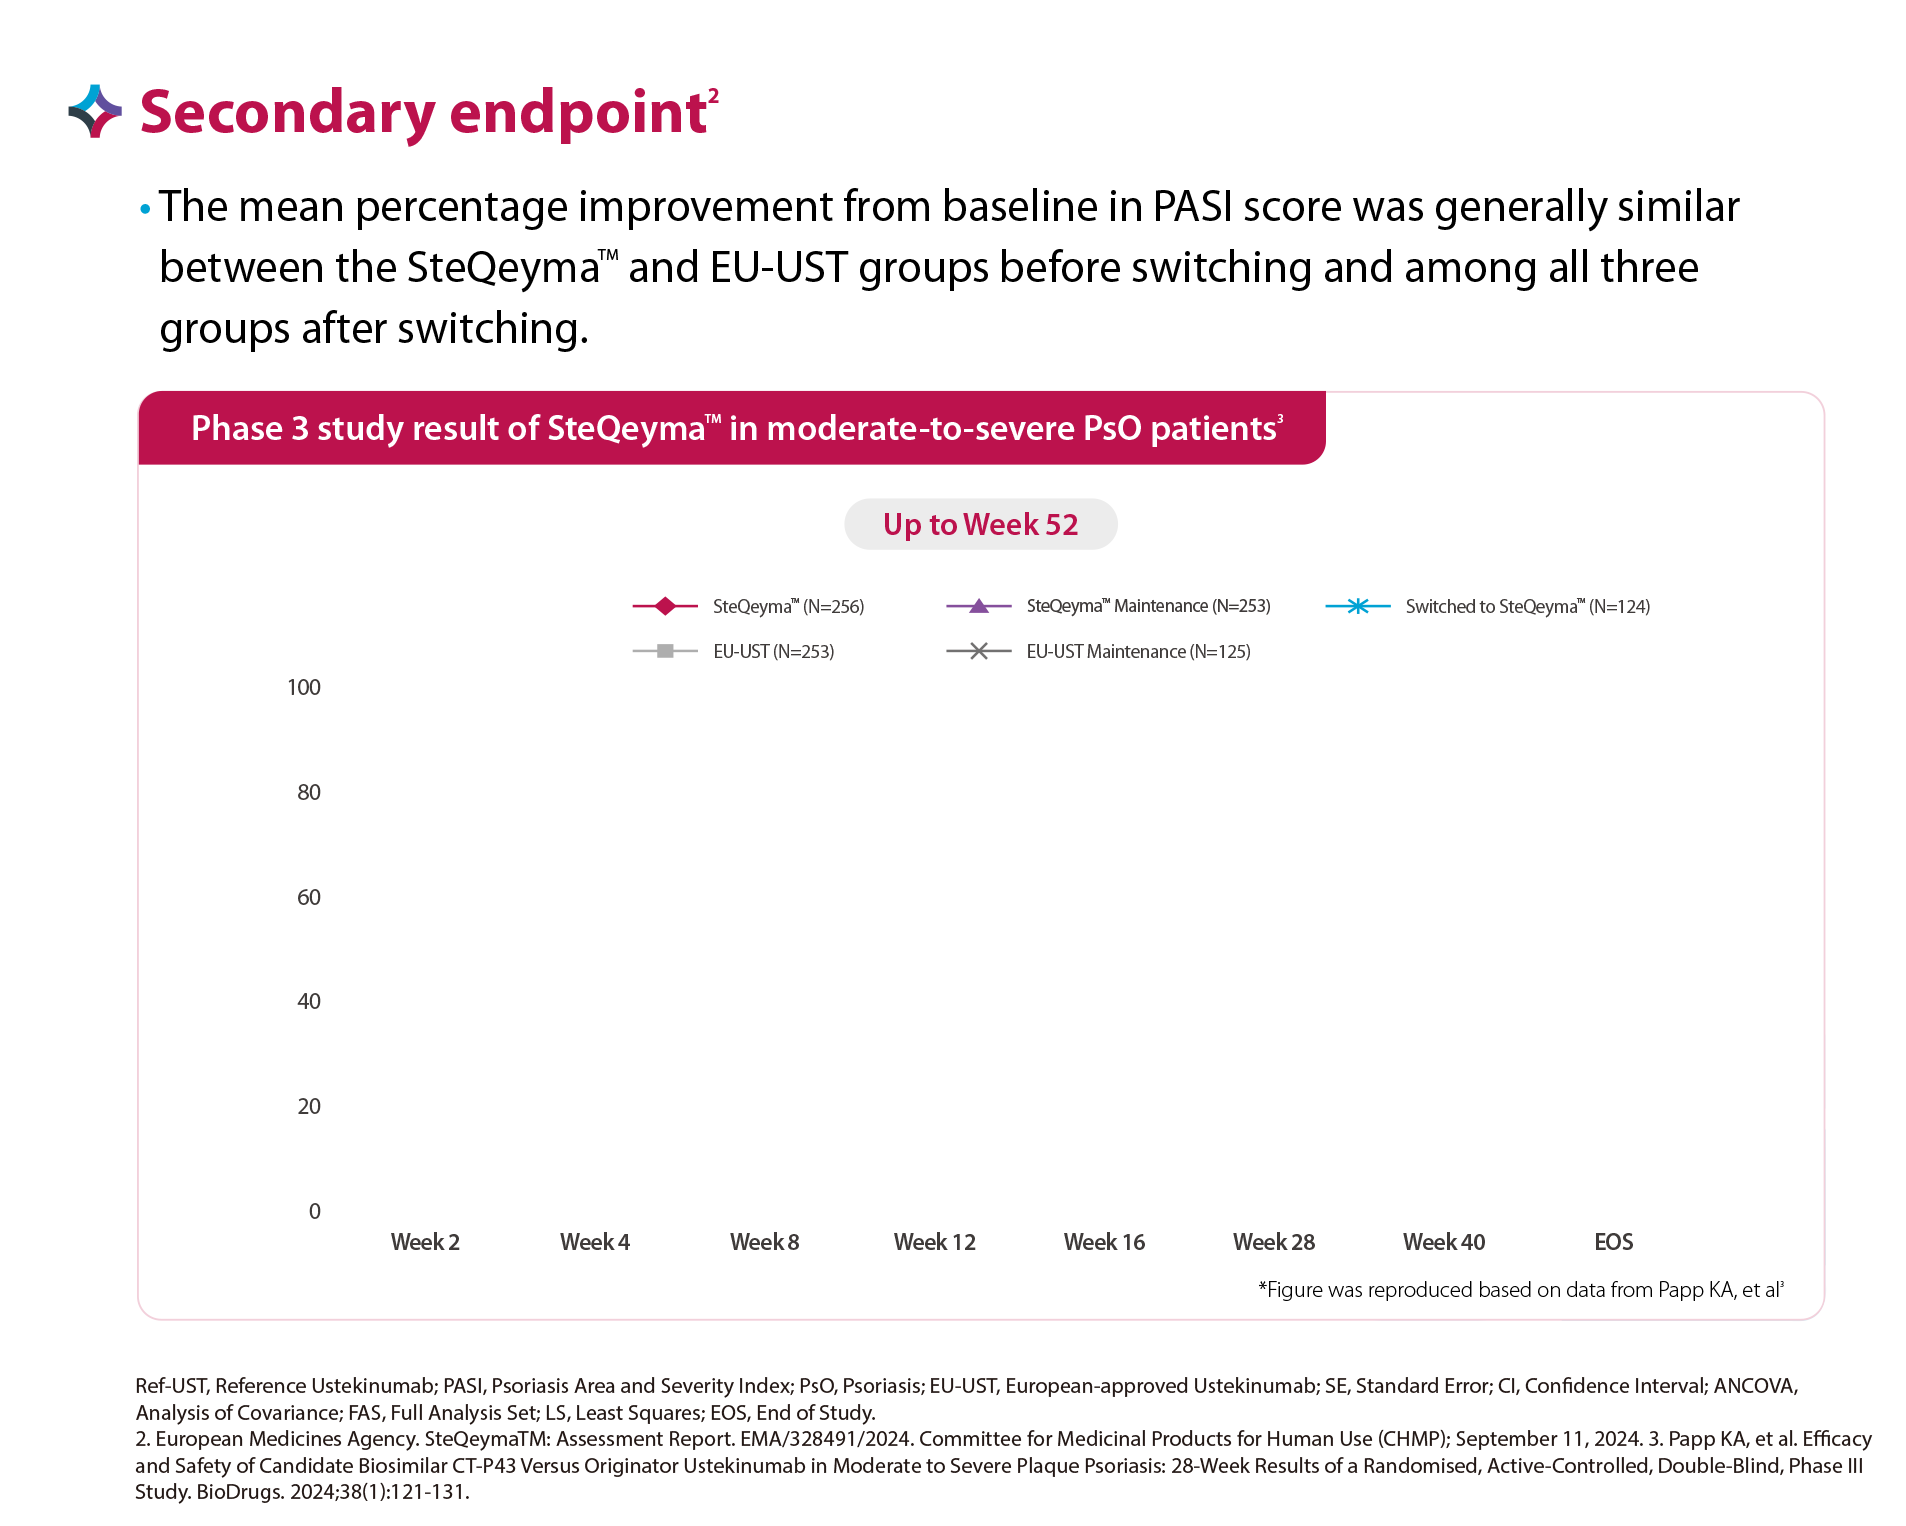 Secondary endpoint²
• The mean percentage improvement from baseline in PASI score was generally similar
between the SteQeyma™ and EU-UST groups before switching and among all three
groups after switching.
Phase 3 study result of SteQeyma™ in moderate-to-severe PsO patients³
Up to Week 52
SteQeyma™ (N=256) SteQeyma™ Maintenance (N=253) Switched to SteQeyma™ (N=124)
EU-UST (N=253) EU-UST Maintenance (N=125)
100
80
60
40
20
0
Week 2 Week 4 Week 8 Week 12 Week 16 Week 28 Week 40 EOS
*Figure was reproduced based on data from Papp KA, et al³
Ref-UST, Reference Ustekinumab; PASI, Psoriasis Area and Severity Index; PsO, Psoriasis; EU-UST, European-approved Ustekinumab; SE, Standard Error; CI, Confidence Interval; ANCOVA,
Analysis of Covariance; FAS, Full Analysis Set; LS, Least Squares; EOS, End of Study.
2. European Medicines Agency. SteQeymaTM: Assessment Report. EMA/328491/2024. Committee for Medicinal Products for Human Use (CHMP); September 11, 2024. 3. Papp KA, et al. Efficacy
and Safety of Candidate Biosimilar CT-P43 Versus Originator Ustekinumab in Moderate to Severe Plaque Psoriasis: 28-Week Results of a Randomised, Active-Controlled, Double-Blind, Phase III
Study. BioDrugs. 2024;38(1):121-131.